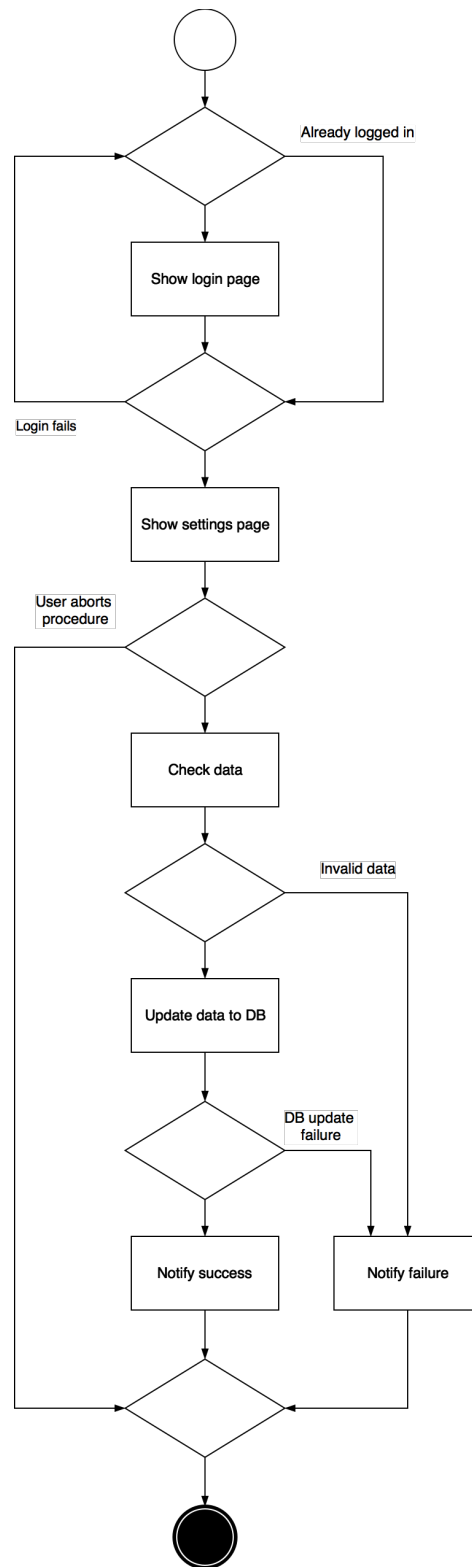 Already logged in
Show login page
Login fails
Show settings page
User aborts
procedure
Check data
Invalid data
Update data to DB
DB update
failure
Notify success
Notify failure